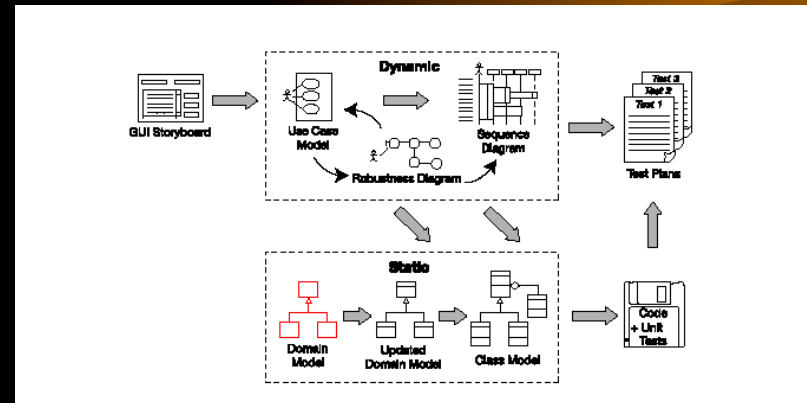 Dynamic
GUI Storyboard
Use Case
Model
Robustness Diagram
Sequence
Diagram
Test 3
Test 2
Test 1
Test Plans
Static
Domain
Model
Updated
Domain Model
Class Model
Code
+ Unit
Tests